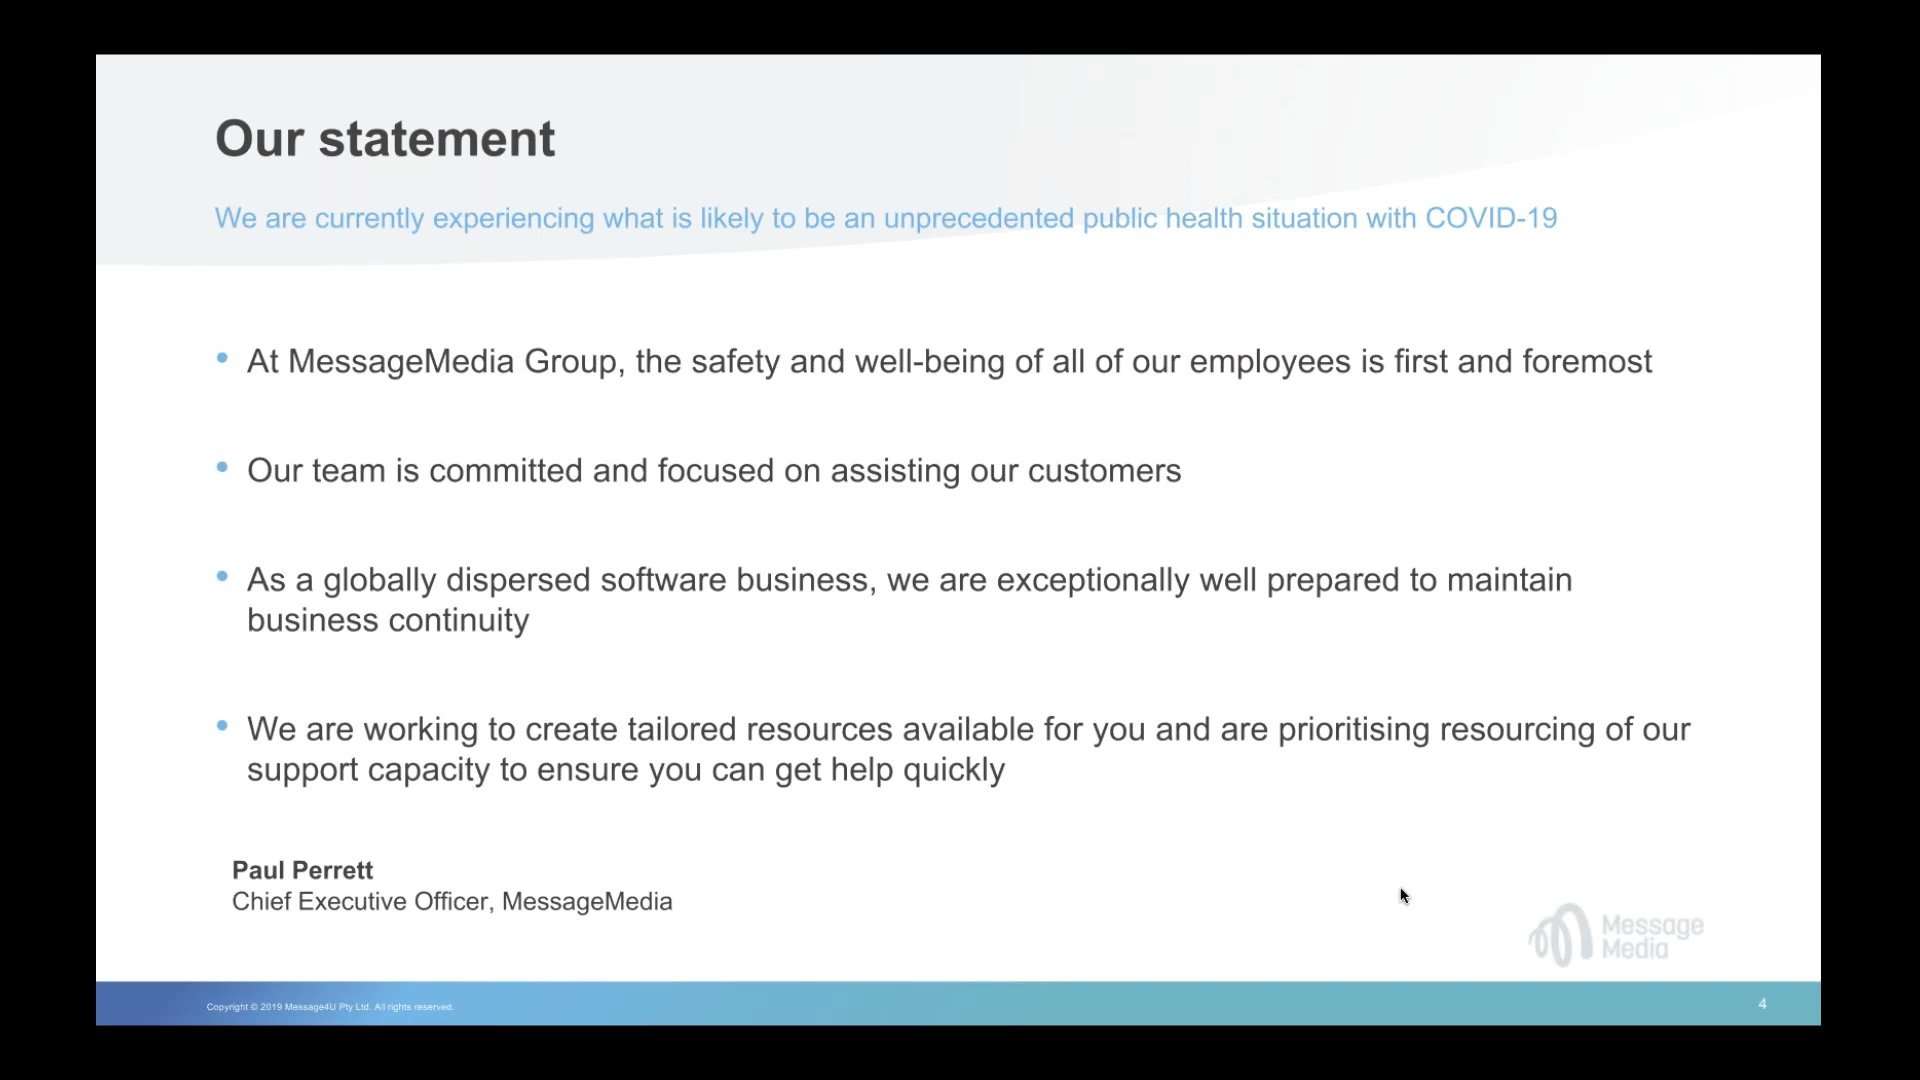 Our statement
We are currently experiencing what is likely to be an unprecedented public health situation with COVID-19
• At MessageMedia Group, the safety and well-being of all of our employees is first and foremost
• Our team is committed and focused on assisting our customers
• As a globally dispersed software business, we are exceptionally well prepared to maintain
business continuity
• We are working to create tailored resources available for you and are prioritising resourcing of our
support capacity to ensure you can get help quickly
Paul Perrett
Chief Executive Officer, MessageMedia
Message
Media
Copyright © 2019 Message4U Pty Ltd. All rights reserved.
4